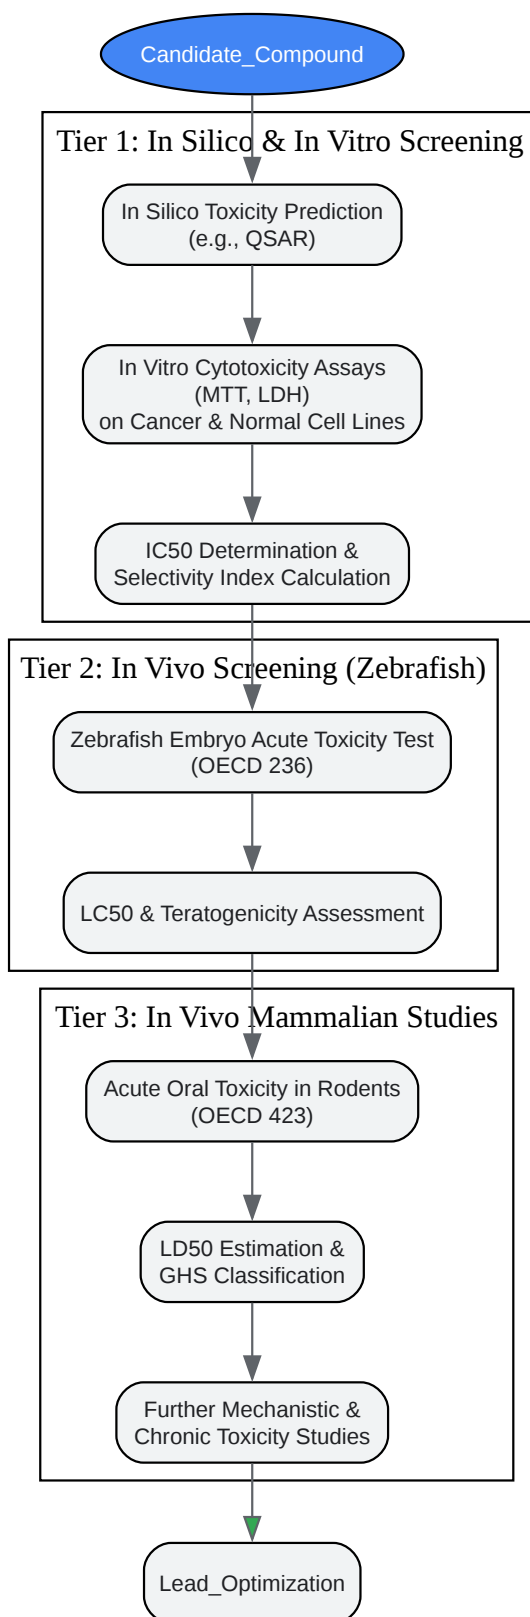 Candidate_Compound
Tier 1: In Silico & In Vitro Screening
In Silico Toxicity Prediction
(e.g., QSAR)
In Vitro Cytotoxicity Assays
(MTT, LDH)
on Cancer & Normal Cell Lines
IC50 Determination &
Selectivity Index Calculation
Tier 2: In Vivo Screening (Zebrafish)
Zebrafish Embryo Acute Toxicity Test
(OECD 236)
LC50 & Teratogenicity Assessment
Tier 3: In Vivo Mammalian Studies
Acute Oral Toxicity in Rodents
(OECD 423)
LD50 Estimation &
GHS Classification
Further Mechanistic &
Chronic Toxicity Studies
Lead_Optimization